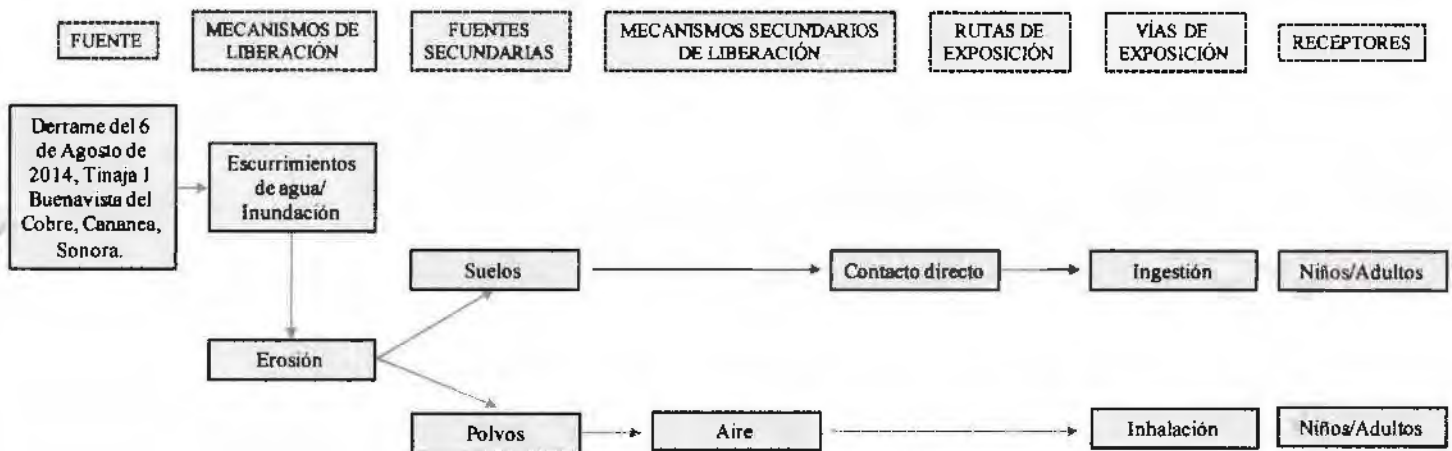 FUENTE
MECANISMOS DE
LIBERACIÓN
FUENTES
SECUNDARIAS
MECANISMOS SECUNDARIOS
DE LIBERACIÓN
RUTAS DE
EXPOSICIÓN
VÍAS DE
EXPOSICIÓN
RECEPTORES
Derrame del 6
de Agosto de
2014, Tinaja 1
Buenavista del
Cobre, Cananea,
Sonora.
Escurrimientos
de agua/
Inundación
Suelos
Contacto directo
Ingestión
Niños/Adultos
Erosión
Polvos
Aire
Inhalación
Niños/Adultos